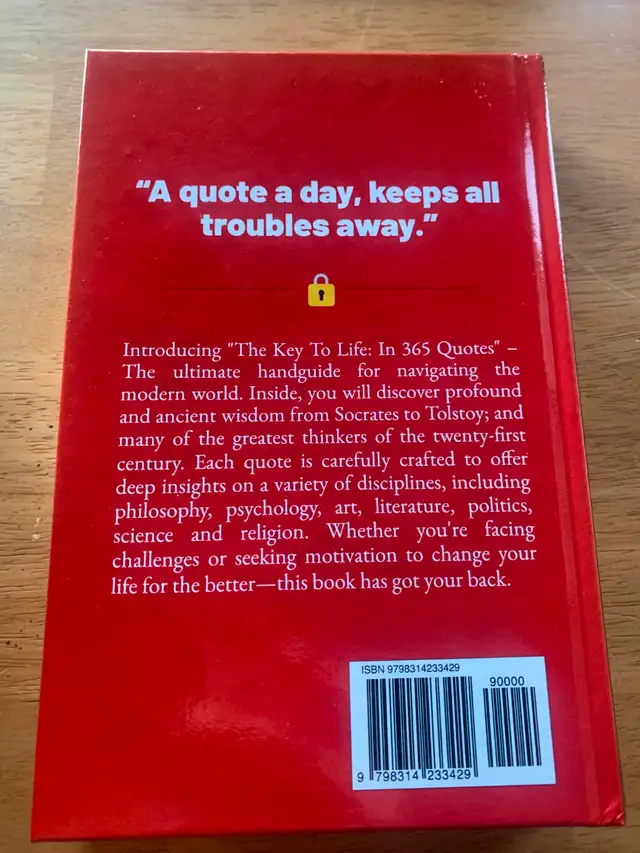 “A quote a day, keeps all
troubles away.”
Introducing "The Key To Life: In 365 Quotes" –
The ultimate handguide for navigating the
modern world. Inside, you will discover profound
and ancient wisdom from Socrates to Tolstoy; and
many of the greatest thinkers of the twenty-first
century. Each quote is carefully crafted to offer
deep insights on a variety of disciplines, including
philosophy, psychology, art, literature, politics,
science and religion. Whether you're facing
challenges or seeking motivation to change your
life for the better—this book has got your back.
ISBN 9798314233429
90000
9 798314 233429